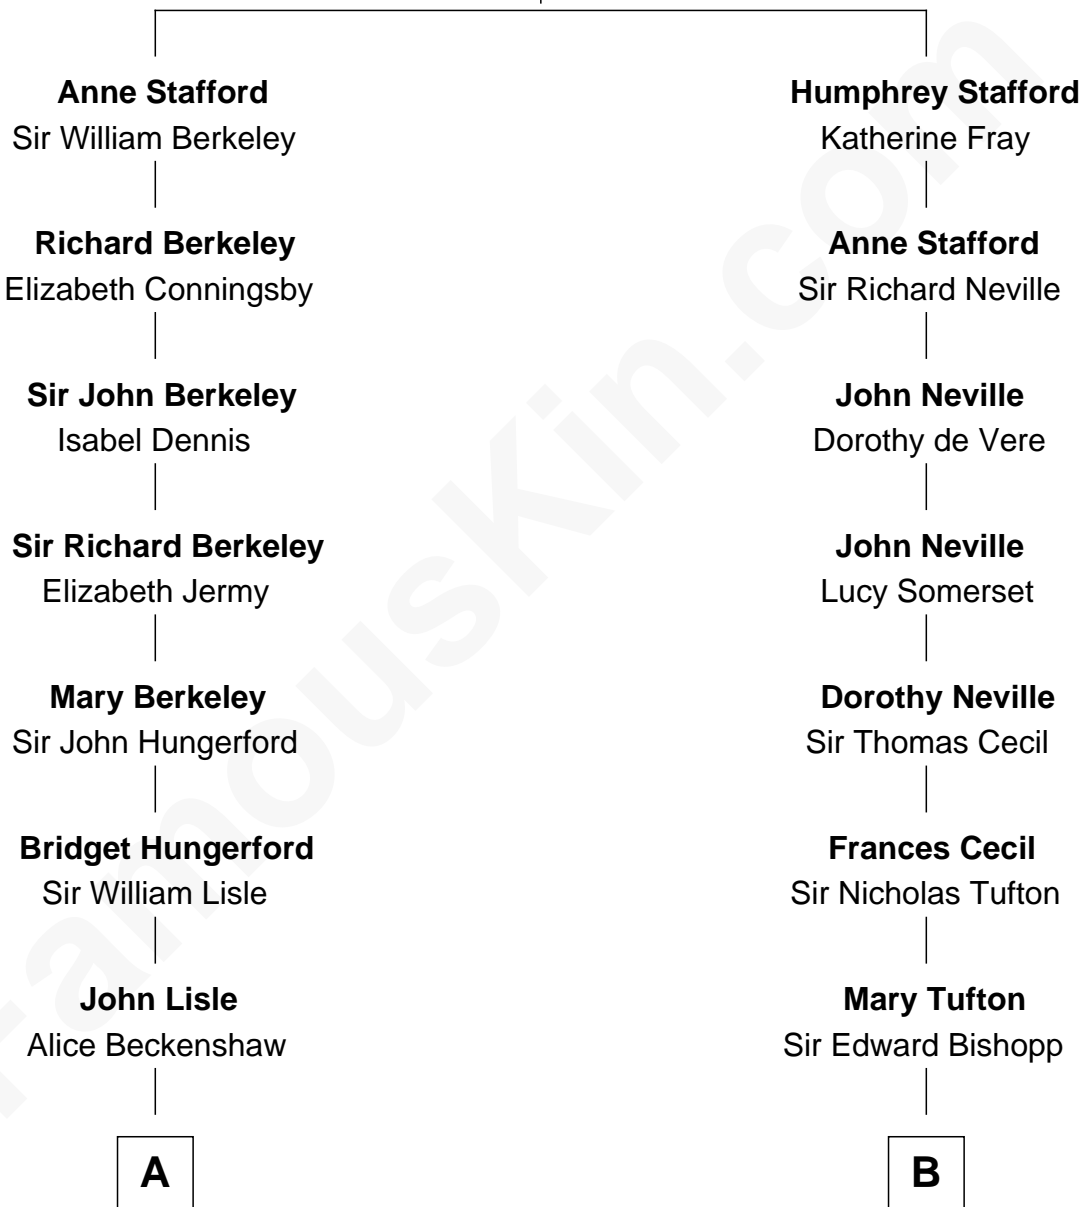 Anne Stafford
Sir William Berkeley
Richard Berkeley
Elizabeth Conningsby
Sir John Berkeley
Isabel Dennis
Sir Richard Berkeley
Elizabeth Jermy
Mary Berkeley
Sir John Hungerford
Bridget Hungerford
Sir William Lisle
John Lisle
Alice Beckenshaw
A
Humphrey Stafford
Katherine Fray
Anne Stafford
Sir Richard Neville
John Neville
Dorothy de Vere
John Neville
Lucy Somerset
Dorothy Neville
Sir Thomas Cecil
Frances Cecil
Sir Nicholas Tufton
Mary Tufton
Sir Edward Bishopp
B
FamousKin.com